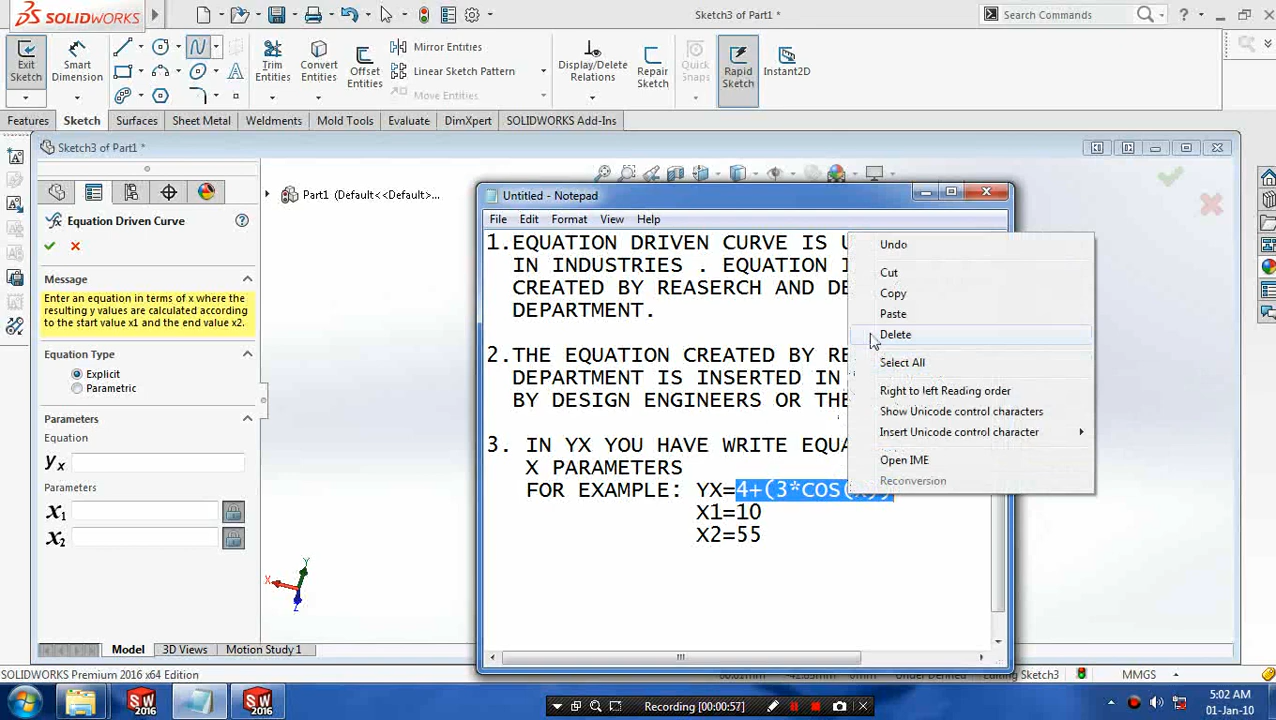 SOLIDWORKS
Sketch3 of Part1 *
Search Commands
Exit
Sketch
Smart
Dimension
Trim
Entities
Convert
Entities
Offset
Entities
Mirror Entities
Linear Sketch Pattern
Move Entities
Display/Delete
Relations
Repair
Sketch
Quick
Snaps
Rapid
Sketch
Instant2D
Features
Sketch
Surfaces
Sheet Metal
Weldments
Mold Tools
Evaluate
DimXpert
SOLIDWORKS Add-Ins
Sketch3 of Part1 *
Part1 (Default<<Default>...
Equation Driven Curve
Message
Enter an equation in terms of x where the
resulting y values are calculated according
to the start value x1 and the end value x2.
Equation Type
Explicit
Parametric
Parameters
Equation
yx
Parameters
x1
x2
Y
X
Z
Untitled - Notepad
File Edit Format View Help
1.EQUATION DRIVEN CURVE IS
IN INDUSTRIES . EQUATION
CREATED BY REASERCH AND
DEPARTMENT.
2.THE EQUATION CREATED BY
DEPARTMENT IS INSERTED IN
BY DESIGN ENGINEERS OR
3. IN YX YOU HAVE WRITE
X PARAMETERS
FOR EXAMPLE: YX=4+(3*COS(x))
X1=10
X2=55
Undo
Cut
Copy
Paste
Delete
Select All
Right to left Reading order
Show Unicode control characters
Insert Unicode control character
Open IME
Reconversion
Model
3D Views
Motion Study 1
SOLIDWORKS Premium 2016 x64 Edition
Under Defined
Editing Sketch3
MMGS
SW
2016
SW
2016
Recording [00:00:57]
5:02 AM
01-Jan-10